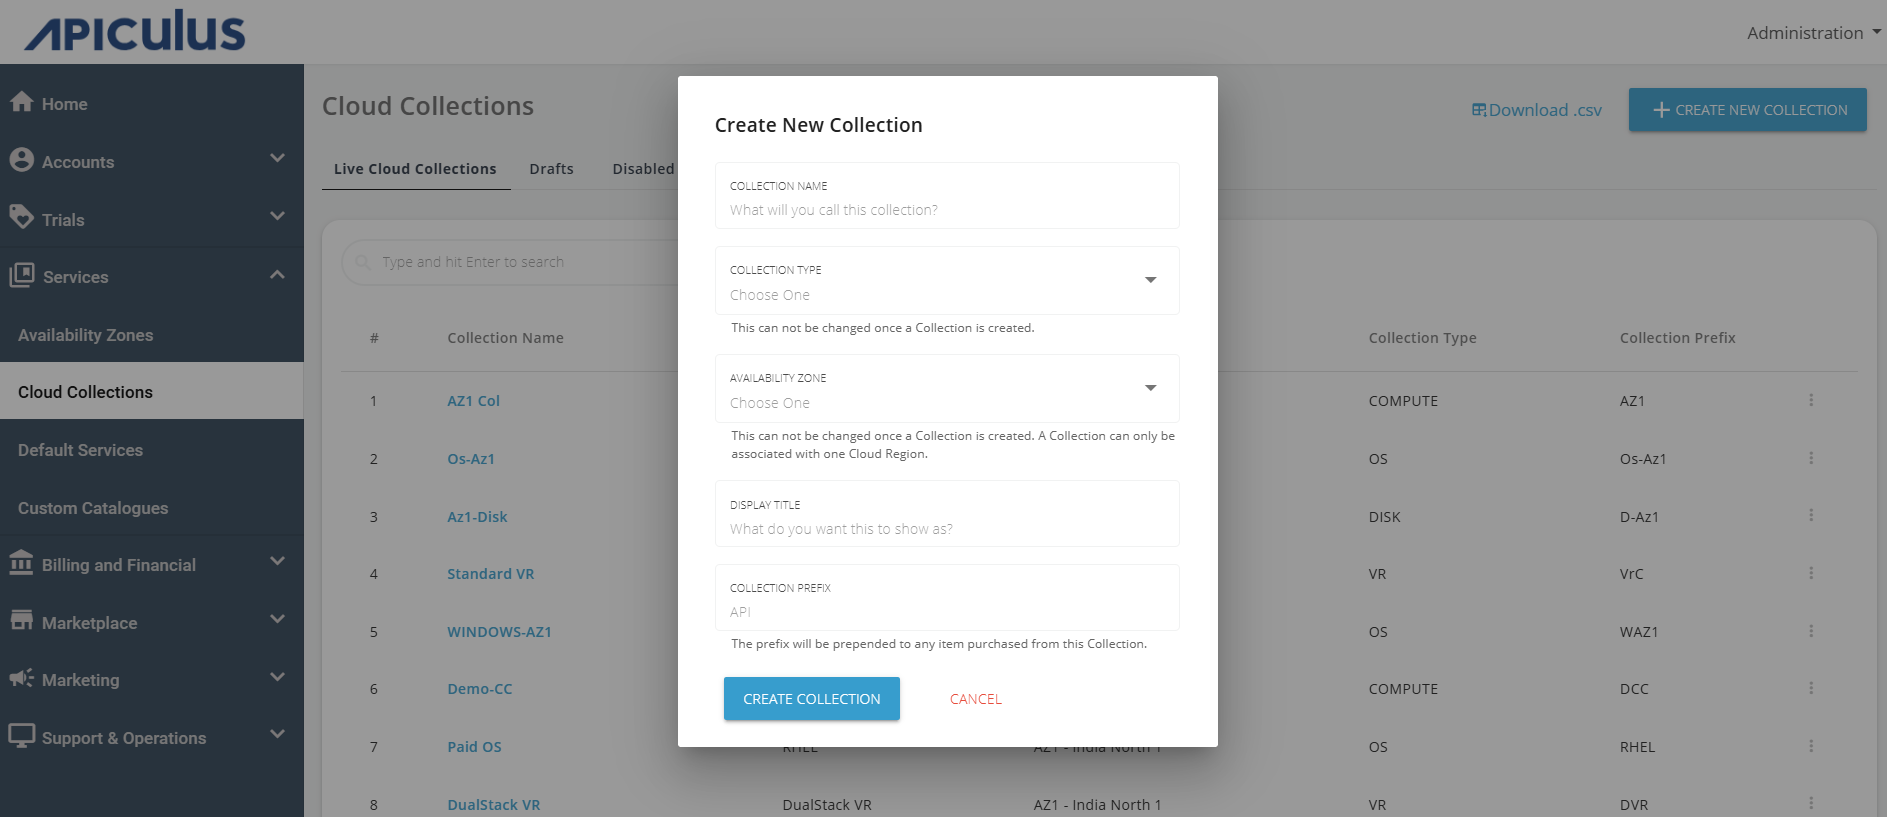 APICULUS
Administration
Home
Accounts
Trials
Services
Availability Zones
Cloud Collections
Default Services
Custom Catalogues
Billing and Financial
Marketplace
Marketing
Support & Operations
Cloud Collections
Download .csv
CREATE NEW COLLECTION
Live Cloud Collections Drafts Disabled
Type and hit Enter to search
# Collection Name Collection Type Collection Prefix
1 AZ1 Col COMPUTE AZ1
2 Os-Az1 OS Os-Az1
3 Az1-Disk DISK D-Az1
4 Standard VR VR VrC
5 WINDOWS-AZ1 OS WAZ1
6 Demo-CC COMPUTE DCC
7 Paid OS RHEL AZ1 - India North 1 OS RHEL
8 DualStack VR DualStack VR AZ1 - India North 1 VR DVR
Create New Collection
COLLECTION NAME
What will you call this collection?
COLLECTION TYPE
Choose One
This can not be changed once a Collection is created.
AVAILABILITY ZONE
Choose One
This can not be changed once a Collection is created. A Collection can only be
associated with one Cloud Region.
DISPLAY TITLE
What do you want this to show as?
COLLECTION PREFIX
API
The prefix will be prepended to any item purchased from this Collection.
CREATE COLLECTION CANCEL